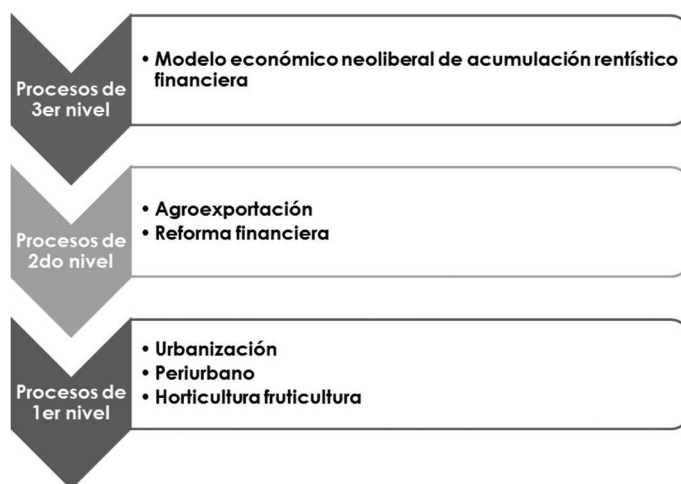 Procesos de
3er nivel
• Modelo económico neoliberal de acumulación rentístico
financiera
Procesos de
2do nivel
• Agroexportación
• Reforma financiera
Procesos de
1er nivel
• Urbanización
• Periurbano
• Horticultura fruticultura